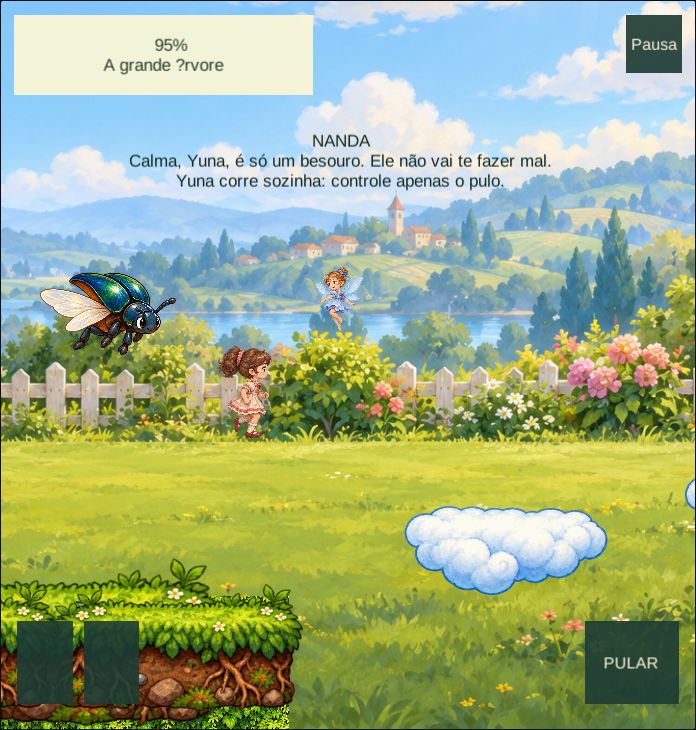 95%
A grande ?rvore
Pausa
NANDA
Calma, Yuna, é só um besouro. Ele não vai te fazer mal.
Yuna corre sozinha: controle apenas o pulo.
PULAR